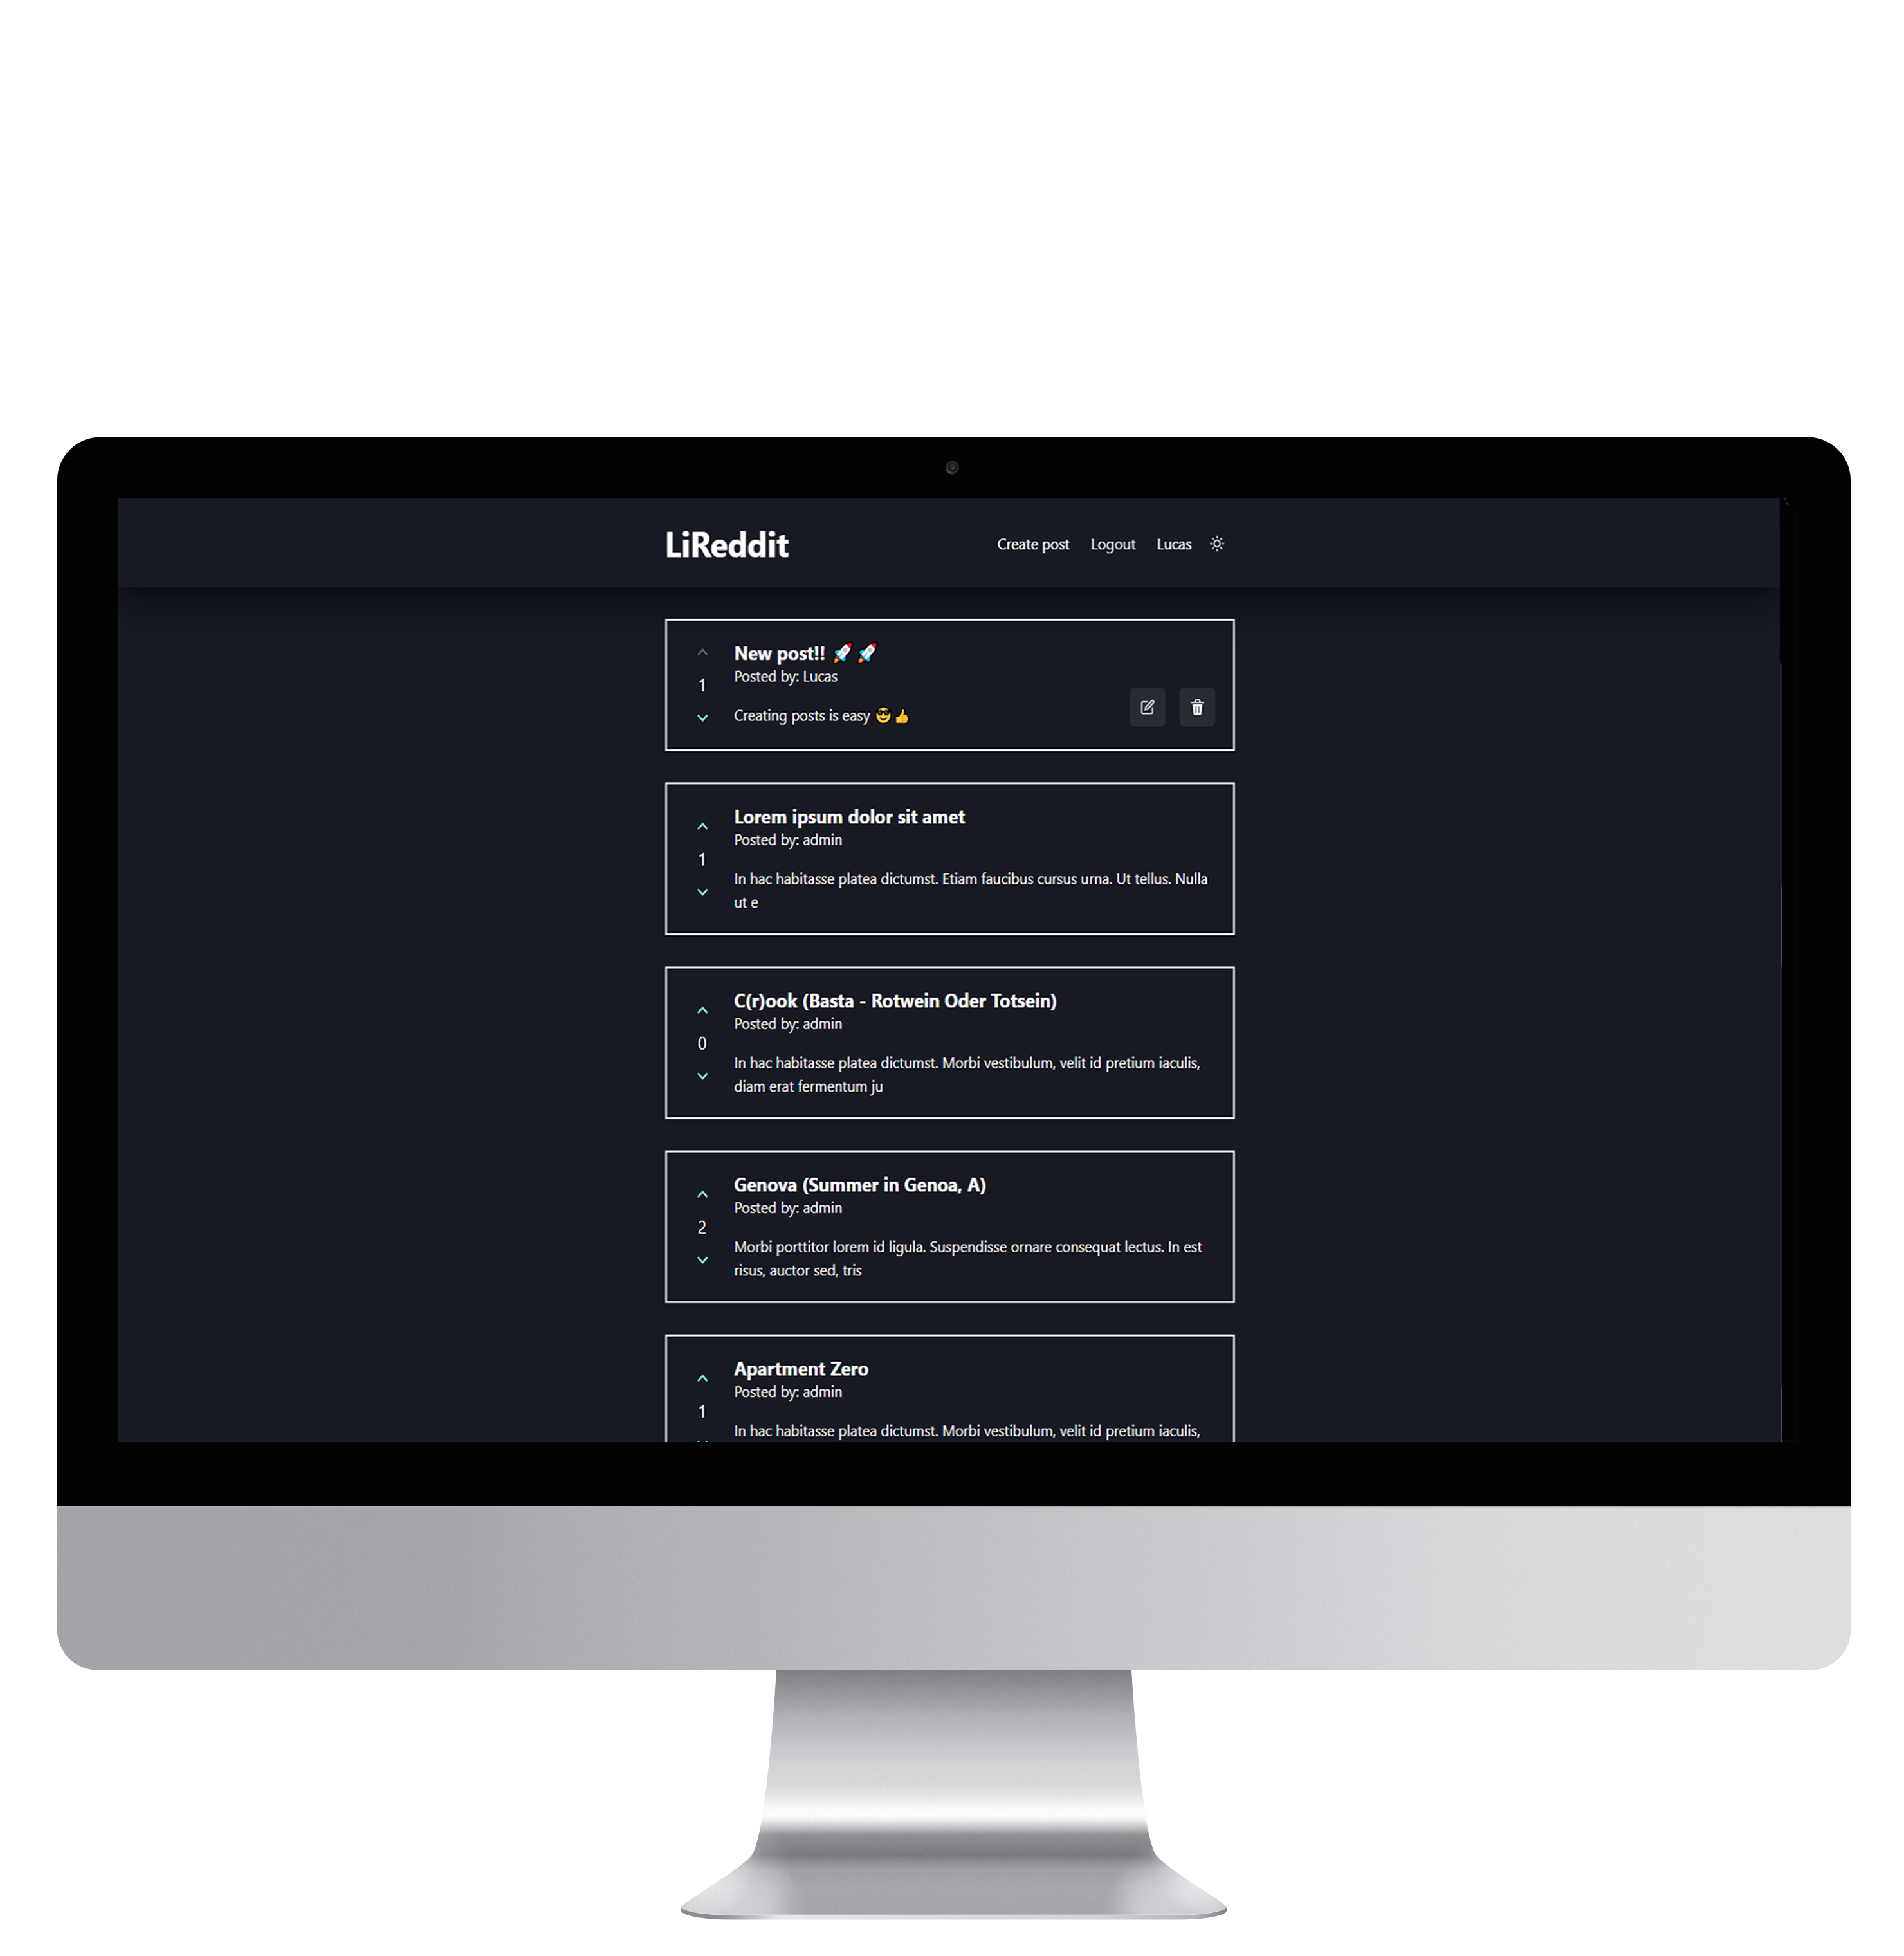 LiReddit
Create post
Logout
Lucas
New post!! 🚀 🚀
1
Posted by: Lucas
Creating posts is easy 😎👍
Lorem ipsum dolor sit amet
Posted by: admin
1
In hac habitasse platea dictumst. Etiam faucibus cursus urna. Ut tellus. Nulla
ut e
C(r)ook (Basta - Rotwein Oder Totsein)
Posted by: admin
0
In hac habitasse platea dictumst. Morbi vestibulum, velit id pretium iaculis,
diam erat fermentum ju
Genova (Summer in Genoa, A)
Posted by: admin
2
Morbi porttitor lorem id ligula. Suspendisse ornare consequat lectus. In est
risus, auctor sed, tris
Apartment Zero
Posted by: admin
1
In hac habitasse platea dictumst. Morbi vestibulum, velit id pretium iaculis,